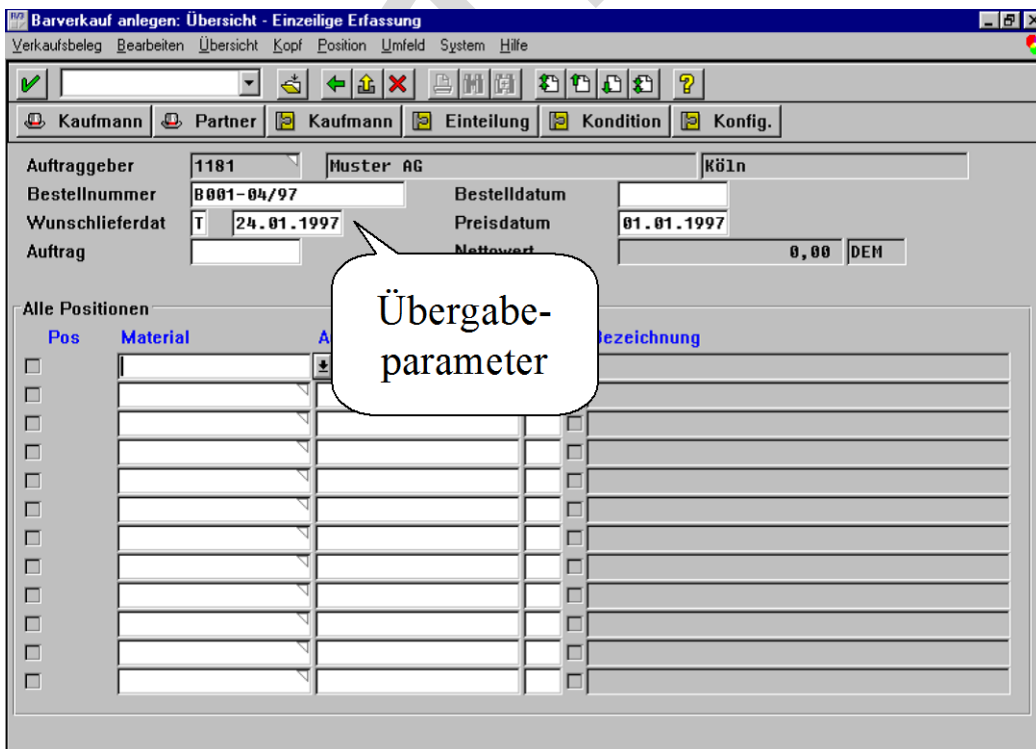 Barverkauf anlegen: Übersicht - Einzeilige Erfassung
Verkaufsbeleg Bearbeiten Übersicht Kopf Position Umfeld System Hilfe
Kaufmann Partner Kaufmann Einteilung Kondition Konfig.
Auftraggeber 1181 Muster AG Köln
Bestellnummer B001-04/97 Bestelldatum
Wunschlieferdat T 24.01.1997 Preisdatum 01.01.1997
Auftrag Nettowert 0,00 DEM
Übergabe-
parameter
Alle Positionen
Pos Material